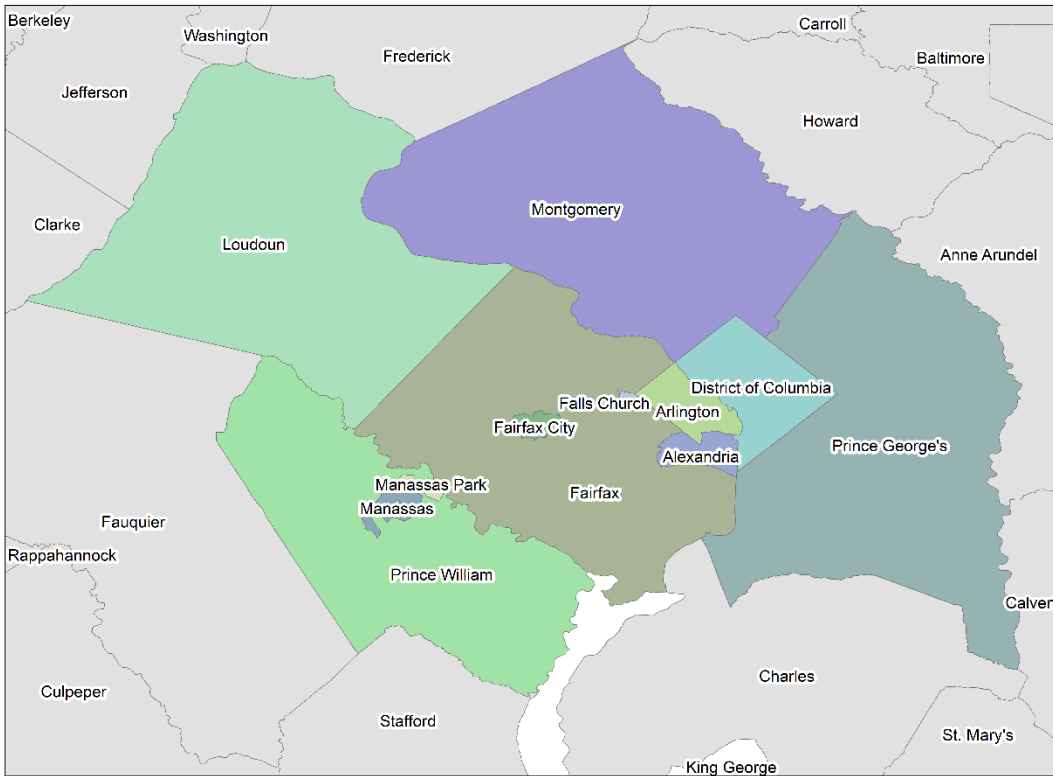 Berkeley
Carroll
Washington
Frederick
Baltimore
Jefferson
Howard
Montgomery
Clarke
Loudoun
Anne Arundel
District of Columbia
Falls Church
Arlington
Fairfax City
Prince George's
Alexandria
Manassas Park
Fairfax
Manassas
Fauquier
Rappahannock
Prince William
Calver
Charles
Culpeper
Stafford
St. Mary's
King George